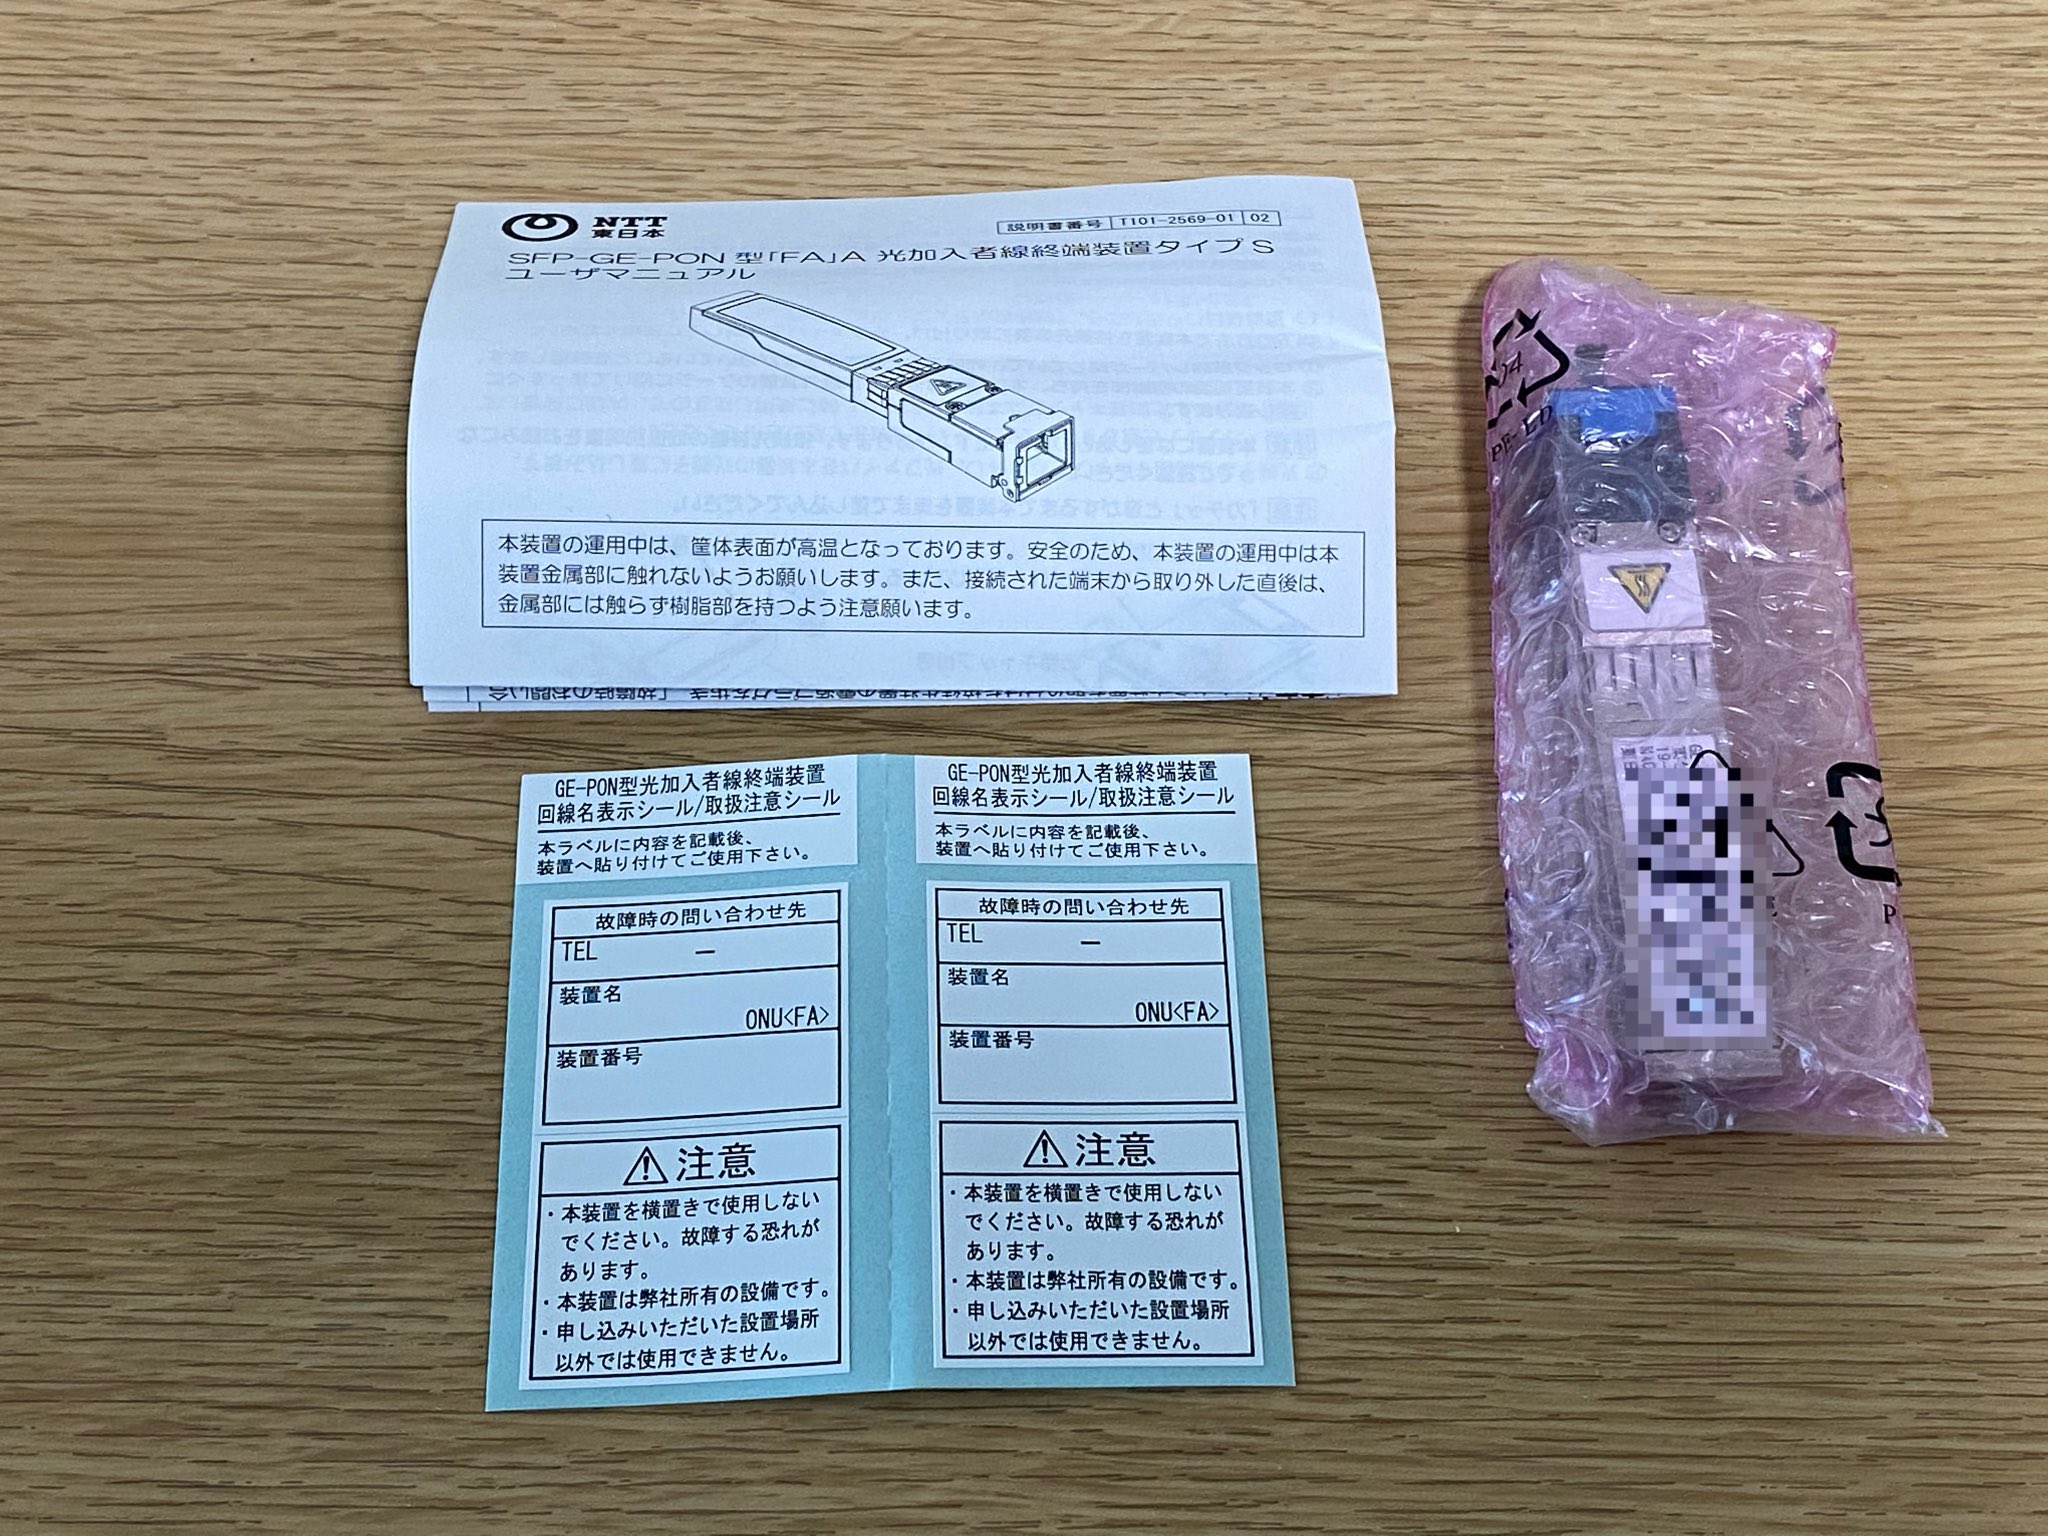 NTT
東日本
説明書番号 T101-2569-01 02
SFP-GE-PON 型「FA」A 光加入者線終端装置タイプS
ユーザマニュアル
本装置の運用中は、筐体表面が高温となっております。安全のため、本装置の運用中は本
装置金属部に触れないようお願いします。また、接続された端末から取り外した直後は、
金属部には触らず樹脂部を持つよう注意願います。
GE-PON型光加入者線終端装置
回線名表示シール/取扱注意シール
本ラベルに内容を記載後、
装置へ貼り付けてご使用下さい。
故障時の問い合わせ先
TEL －
装置名
ONU<FA>
装置番号
注意
・本装置を横置きで使用しない
でください。故障する恐れが
あります。
・本装置は弊社所有の設備です。
・申し込みいただいた設置場所
以外では使用できません。
GE-PON型光加入者線終端装置
回線名表示シール/取扱注意シール
本ラベルに内容を記載後、
装置へ貼り付けてご使用下さい。
故障時の問い合わせ先
TEL －
装置名
ONU<FA>
装置番号
注意
・本装置を横置きで使用しない
でください。故障する恐れが
あります。
・本装置は弊社所有の設備です。
・申し込みいただいた設置場所
以外では使用できません。